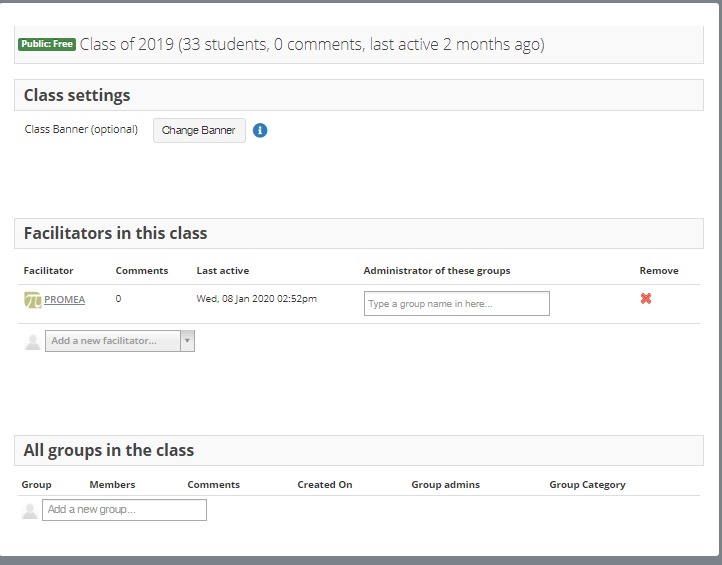 Public: Free Class of 2019 (33 students, 0 comments, last active 2 months ago)
Class settings
Class Banner (optional) Change Banner i
Facilitators in this class
Facilitator Comments Last active Administrator of these groups Remove
PROMEA 0 Wed, 08 Jan 2020 02:52pm Type a group name in here...
Add a new facilitator...
All groups in the class
Group Members Comments Created On Group admins Group Category
Add a new group...